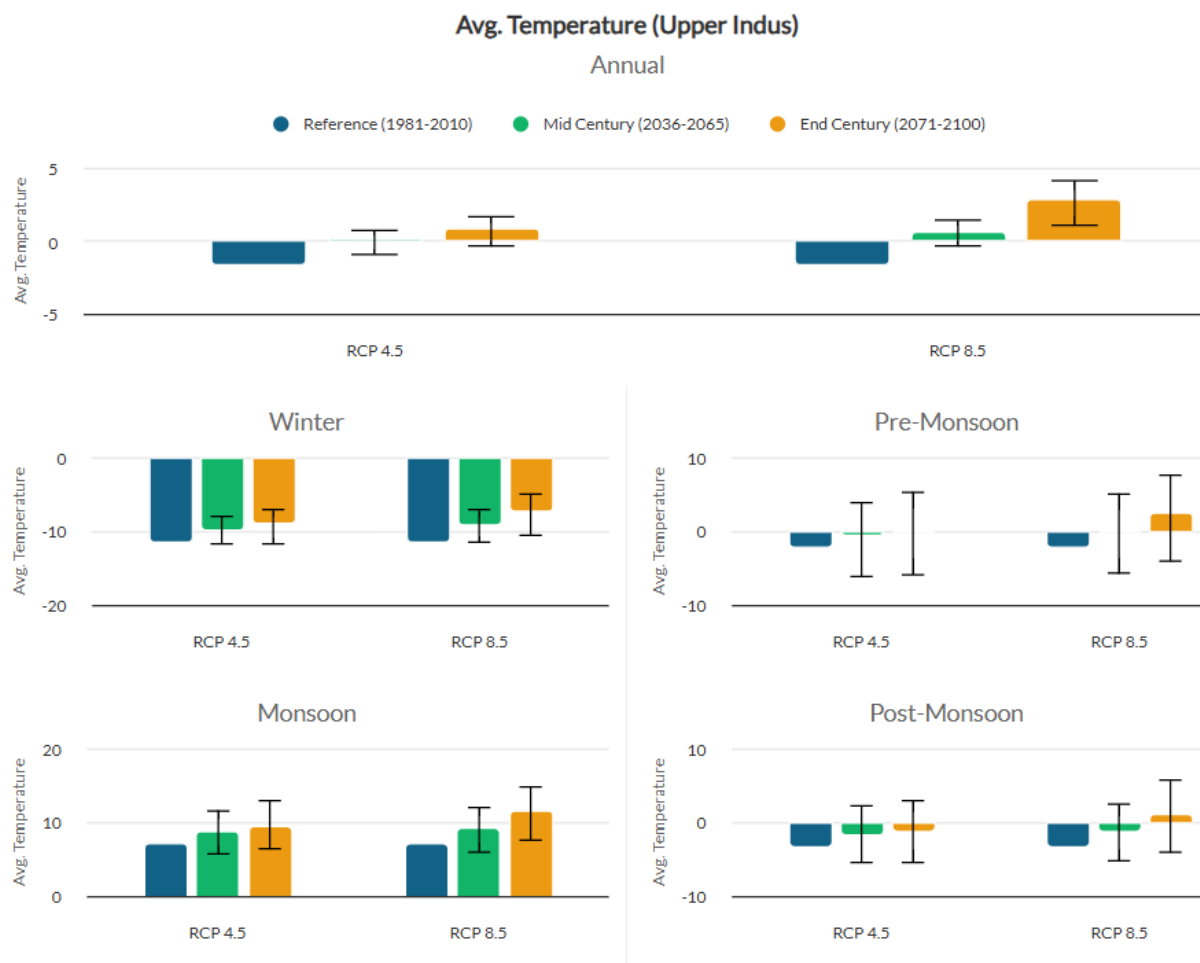 Avg. Temperature (Upper Indus)
Annual
Reference (1981-2010) Mid Century (2036-2065) End Century (2071-2100)
Avg. Temperature
5
0
-5
RCP 4.5 RCP 8.5
Winter
Avg. Temperature
0
-10
-20
RCP 4.5 RCP 8.5
Pre-Monsoon
Avg. Temperature
10
0
-10
RCP 4.5 RCP 8.5
Monsoon
Avg. Temperature
20
10
0
RCP 4.5 RCP 8.5
Post-Monsoon
Avg. Temperature
10
0
-10
RCP 4.5 RCP 8.5